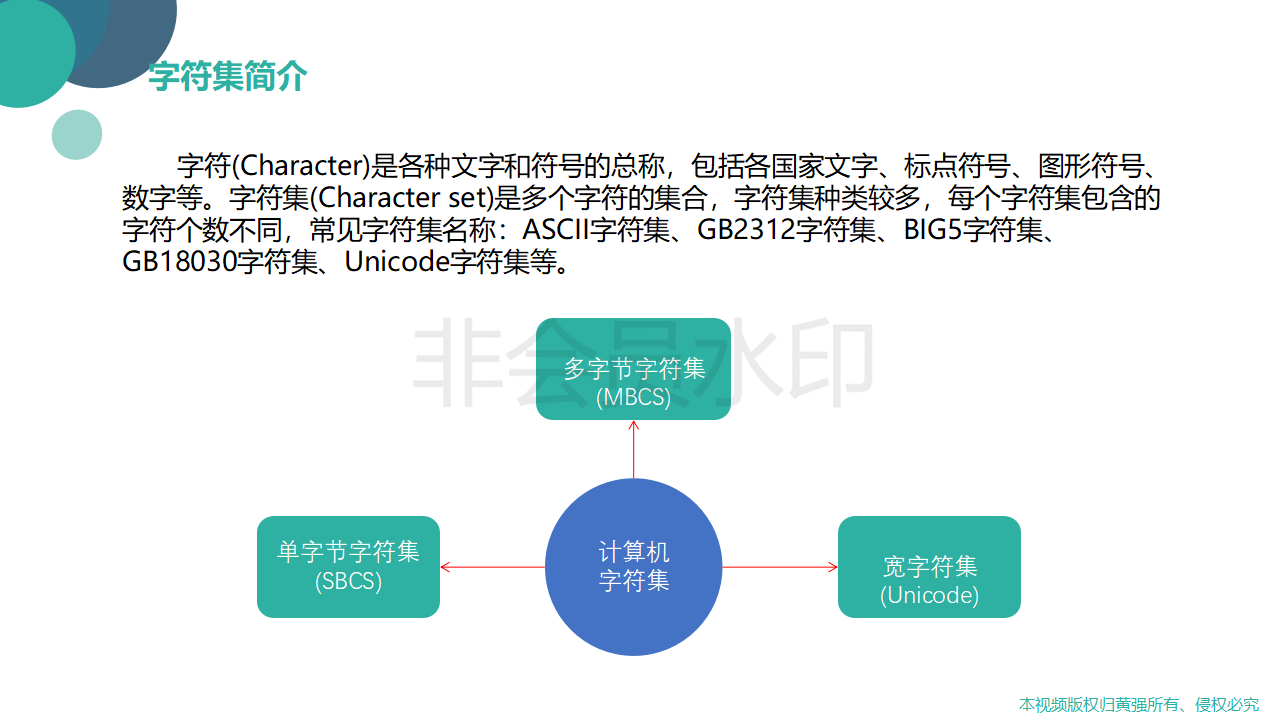 字符集简介
字符(Character)是各种文字和符号的总称，包括各国家文字、标点符号、图形符号、
数字等。字符集(Character set)是多个字符的集合，字符集种类较多，每个字符集包含的
字符个数不同，常见字符集名称：ASCII字符集、GB2312字符集、BIG5字符集、
GB18030字符集、Unicode字符集等。
非会员水印
多字节字符集
(MBCS)
单字节字符集
(SBCS)
计算机
字符集
宽字符集
(Unicode)
本视频版权归黄强所有、侵权必究